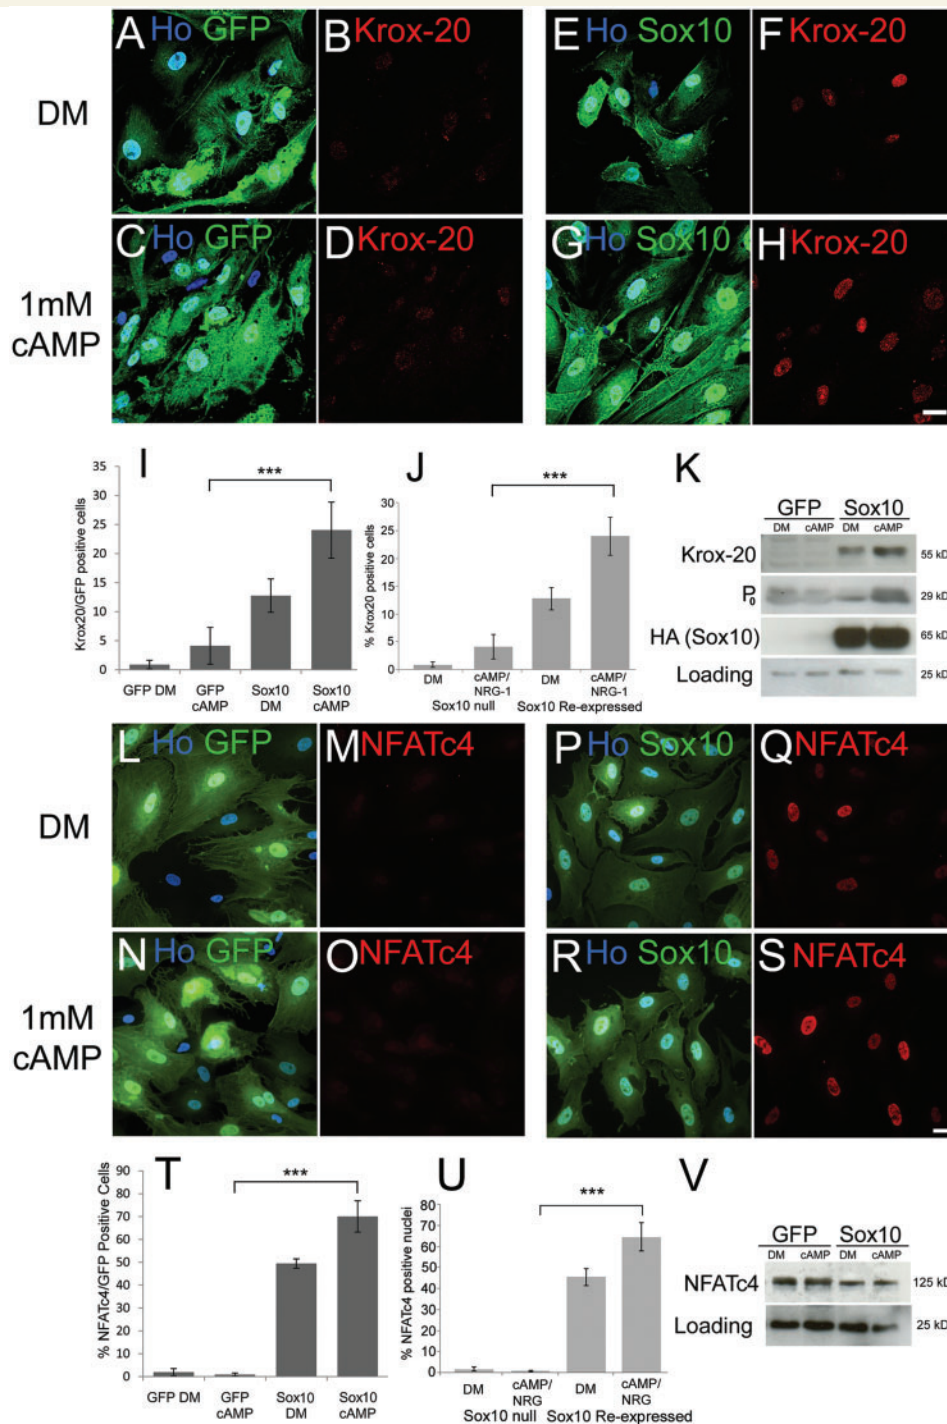 A Ho GFP
B Krox-20
E Ho Sox10
F Krox-20
DM
C Ho GFP
D Krox-20
G Ho Sox10
H Krox-20
1mM
cAMP
I
Krox20/GFP positive cells
35
30
25
20
15
10
5
0
***
GFP DM
GFP
cAMP
Sox10
DM
Sox10
cAMP
J
% Krox20 positive cells
30
25
20
15
10
5
0
***
DM
cAMP/
NRG-1
DM
cAMP/
NRG-1
Sox10 null
Sox10 Re-expressed
K
GFP
Sox10
DM
cAMP
DM
cAMP
Krox-20
55 kD
P0
29 kD
HA (Sox10)
65 kD
Loading
25 kD
L Ho GFP
M NFATc4
P Ho Sox10
Q NFATc4
DM
N Ho GFP
O NFATc4
R Ho Sox10
S NFATc4
1mM
cAMP
T
% NFATc4/GFP Positive Cells
90
80
70
60
50
40
30
20
10
0
***
GFP DM
GFP
cAMP
Sox10
DM
Sox10
cAMP
U
% NFATc4 positive nuclei
80
70
60
50
40
30
20
10
0
***
DM
cAMP/
NRG
DM
cAMP/
NRG
Sox10 null
Sox10 Re-expressed
V
GFP
Sox10
DM
cAMP
DM
cAMP
NFATc4
125 kD
Loading
25 kD